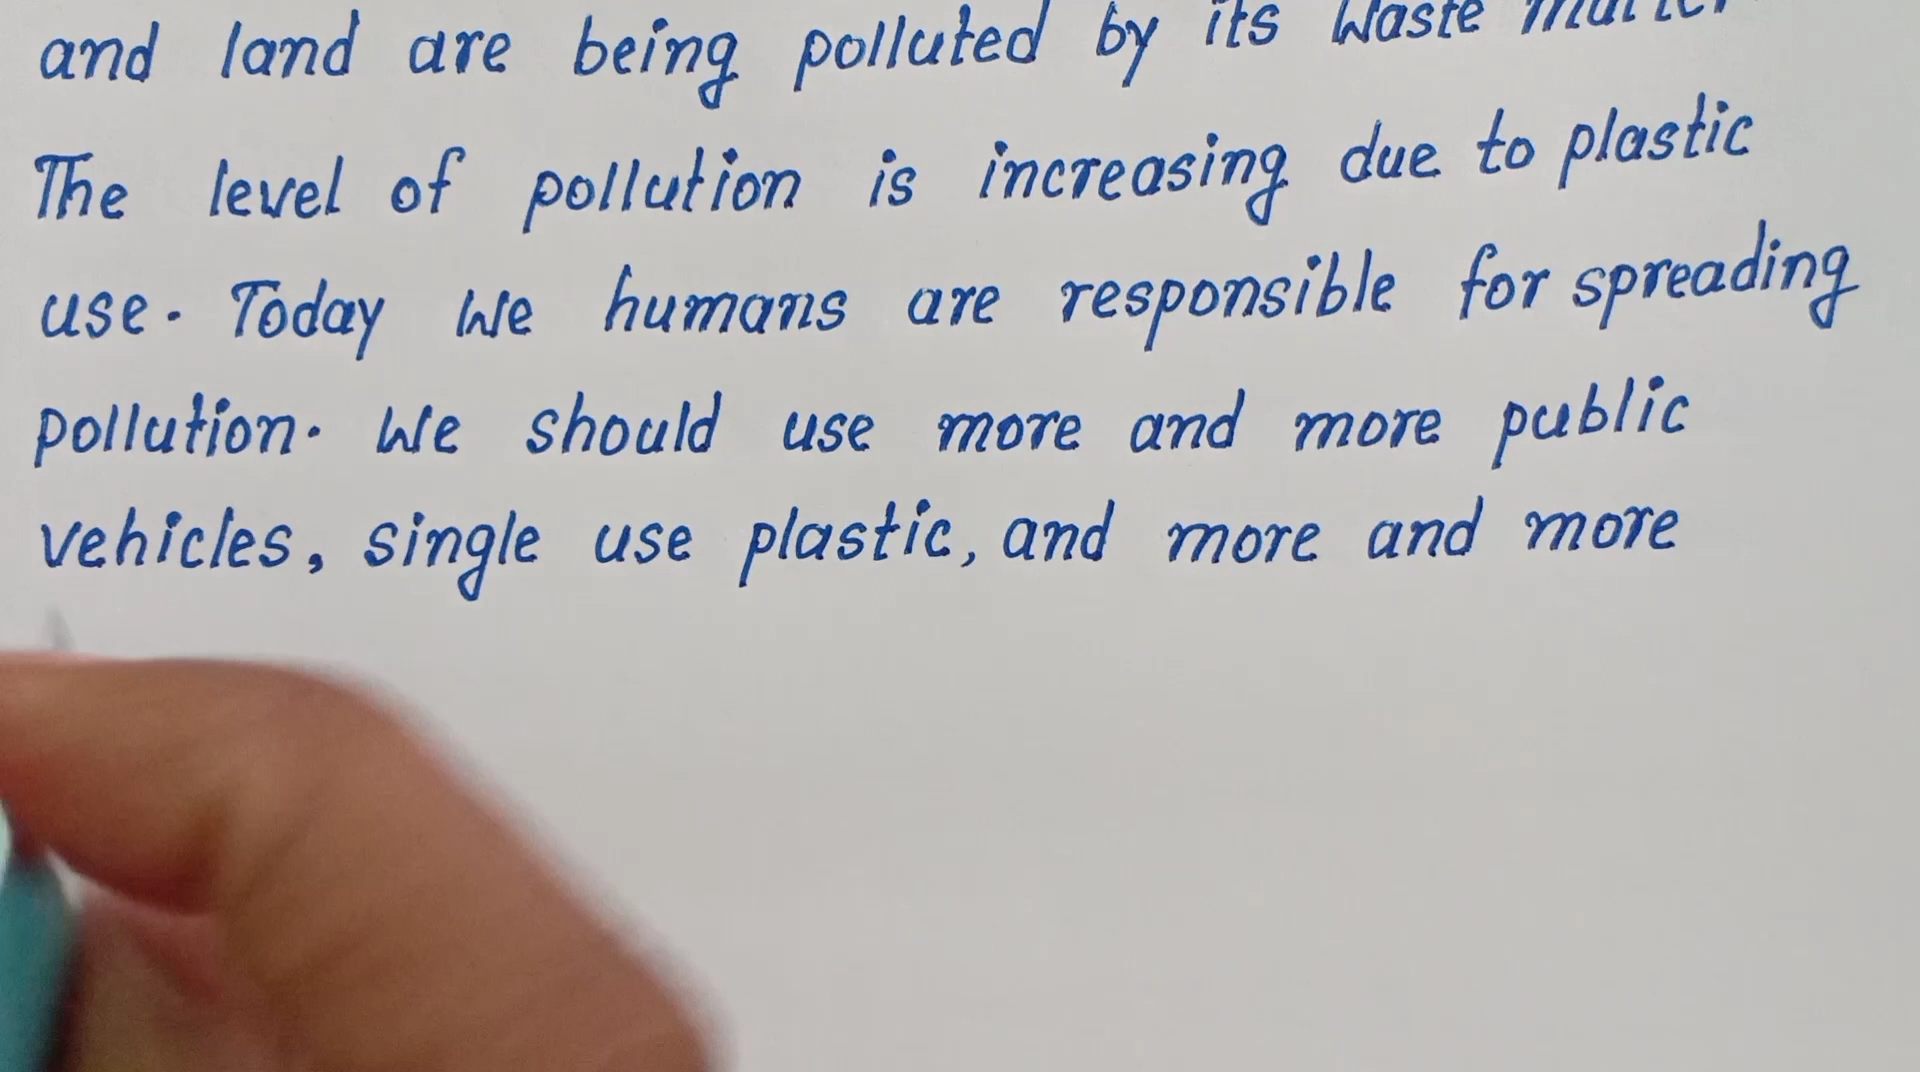 and land are being polluted by its waste matter
The level of pollution is increasing due to plastic
use. Today we humans are responsible for spreading
pollution. We should use more and more public
vehicles, single use plastic, and more and more